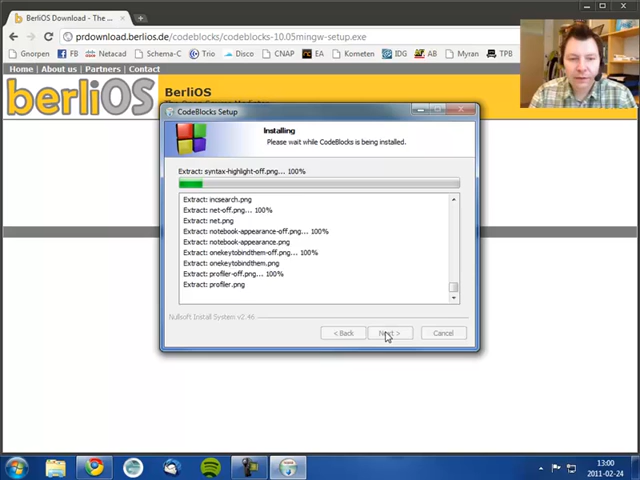 BerliOS Download - The ...
prdownload.berlios.de/codeblocks/codeblocks-10.05mingw-setup.exe
Gnorpen
FB
Netacad
Schema-C
Trio
Disco
CNAP
EA
Kometen
IDG
AW
Myran
TPB
Home | About us | Partners | Contact
berliOS
BerliOS
CodeBlocks Setup
Installing
Please wait while CodeBlocks is being installed.
Extract: syntax-highlight-off.png... 100%
Extract: incsearch.png
Extract: net-off.png... 100%
Extract: net.png
Extract: notebook-appearance-off.png... 100%
Extract: notebook-appearance.png
Extract: onekeytobindthem-off.png... 100%
Extract: onekeytobindthem.png
Extract: profiler-off.png... 100%
Extract: profiler.png
Nullsoft Install System v2.46
< Back
Next >
Cancel
13:00
2011-02-24